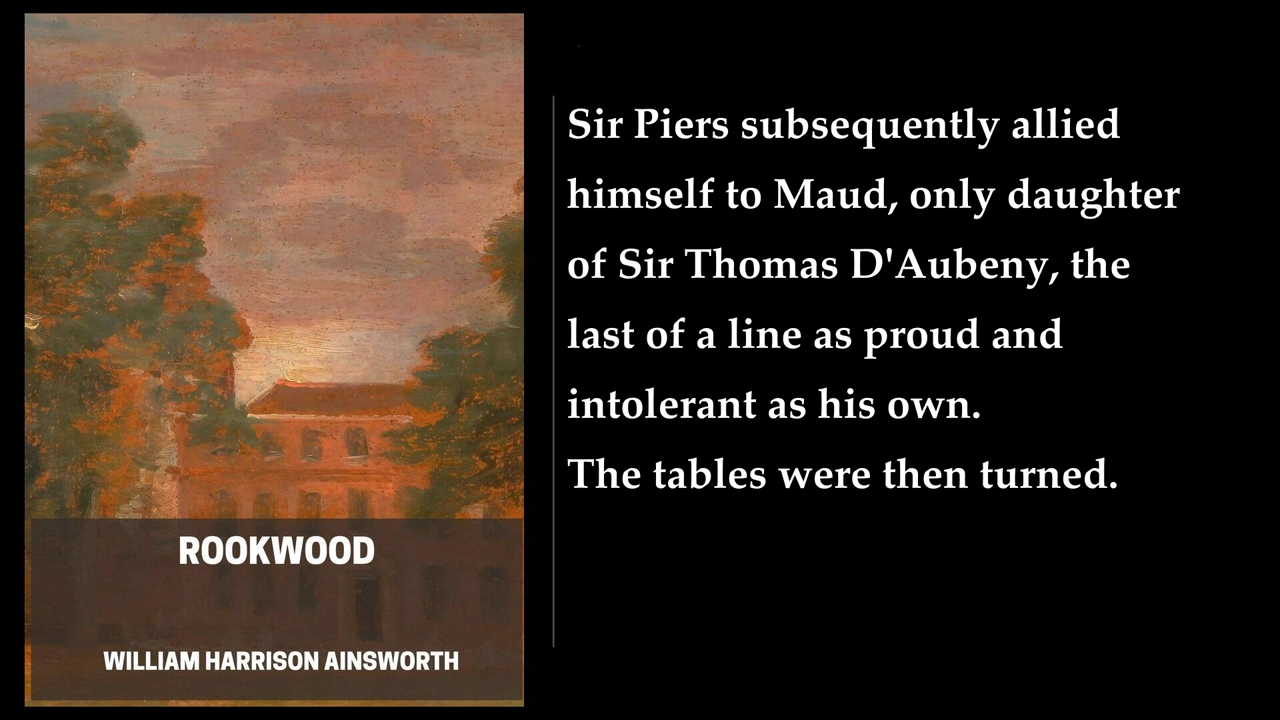 ROOKWOOD
WILLIAM HARRISON AINSWORTH
Sir Piers subsequently allied
himself to Maud, only daughter
of Sir Thomas D'Aubeny, the
last of a line as proud and
intolerant as his own.
The tables were then turned.